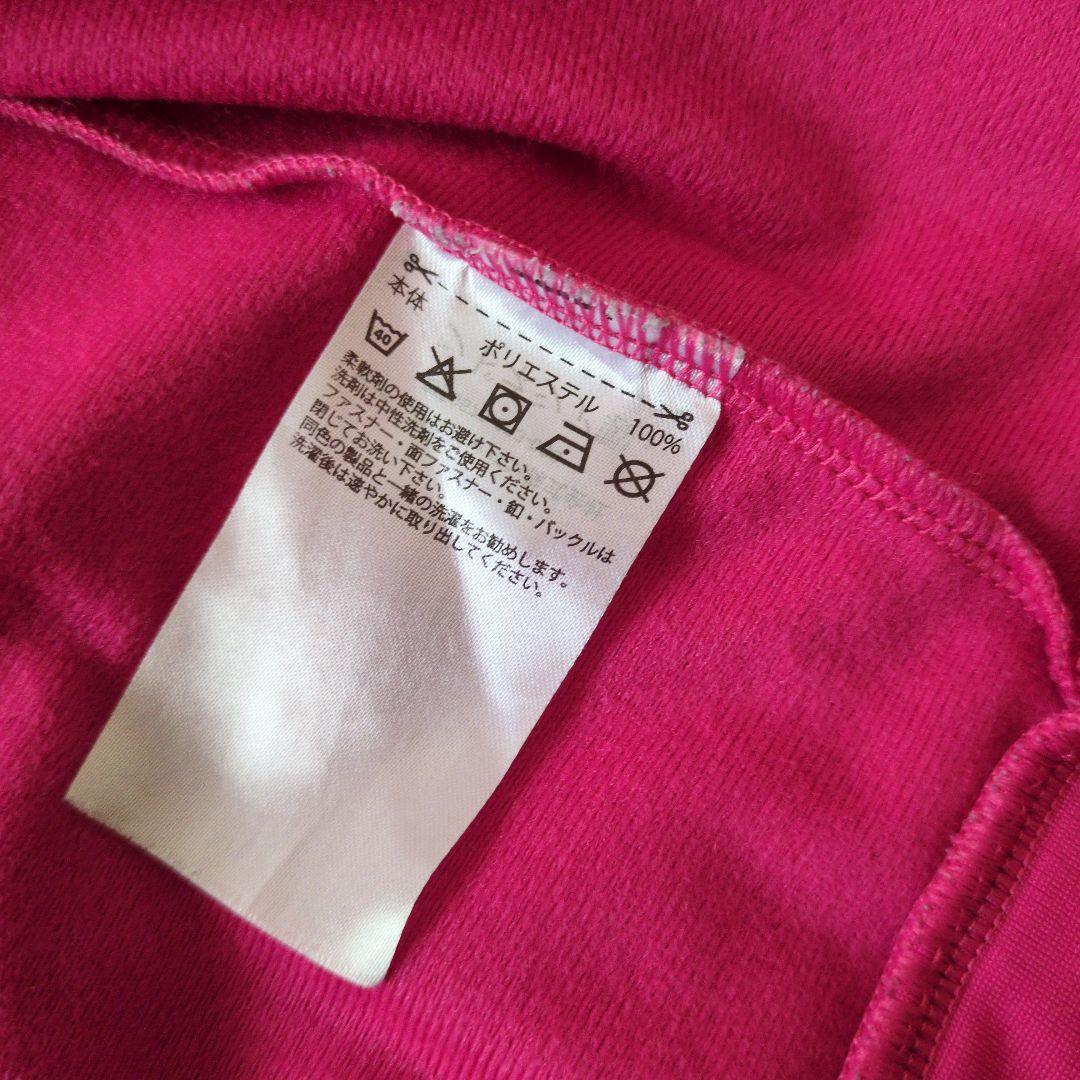 本体
ポリエステル 100%
40
柔軟剤の使用はお避け下さい。
洗剤は中性洗剤をご使用ください。
ファスナー・面ファスナー・釦・バックルは
閉じてお洗い下さい。
同色の製品と一緒の洗濯をお勧めします。
洗濯後は速やかに取り出してください。